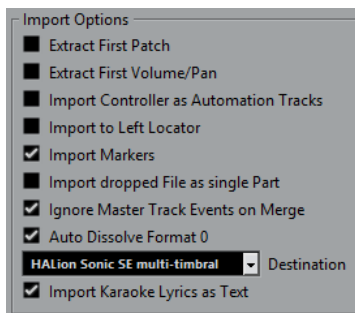 Import Options
Extract First Patch
Extract First Volume/Pan
Import Controller as Automation Tracks
Import to Left Locator
Import Markers
Import dropped File as single Part
Ignore Master Track Events on Merge
Auto Dissolve Format 0
HALion Sonic SE multi-timbral Destination
Import Karaoke Lyrics as Text